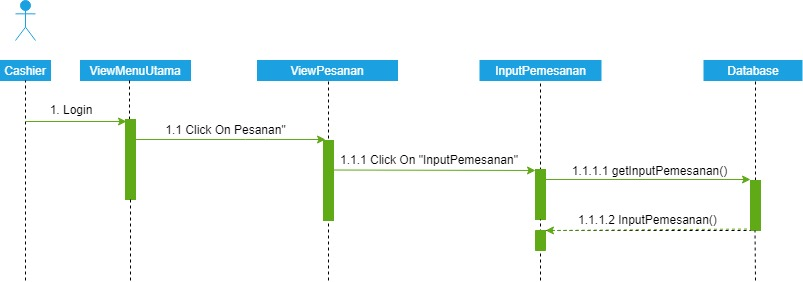 Cashier
ViewMenuUtama
ViewPesanan
InputPemesanan
Database
1. Login
1.1 Click On Pesanan"
1.1.1 Click On "InputPemesanan"
1.1.1.1 getInputPemesanan()
1.1.1.2 InputPemesanan()